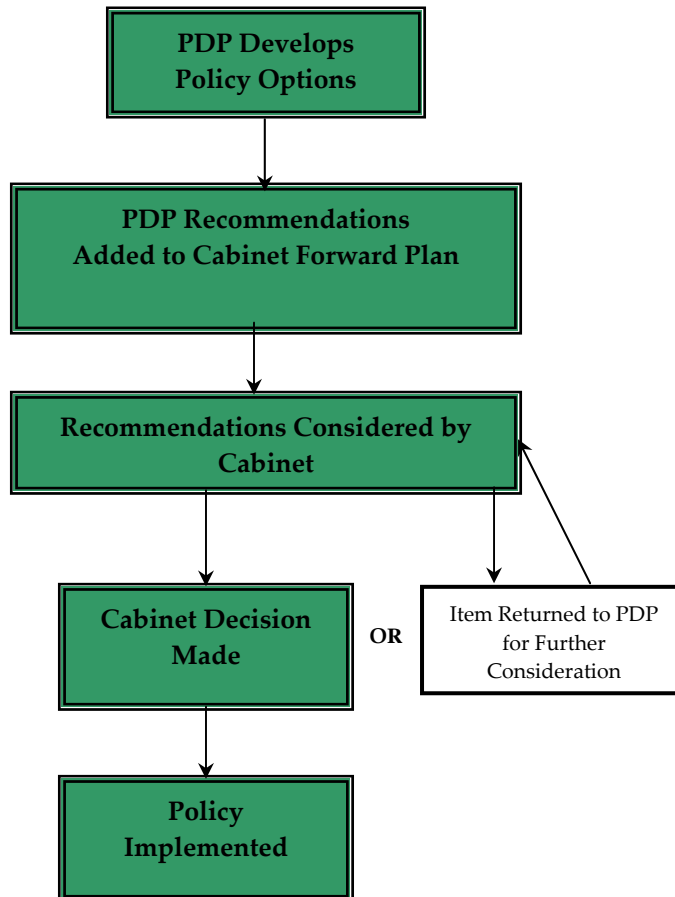 PDP Develops
Policy Options
PDP Recommendations
Added to Cabinet Forward Plan
Recommendations Considered by
Cabinet
Cabinet Decision
Made
OR
Item Returned to PDP
for Further
Consideration
Policy
Implemented